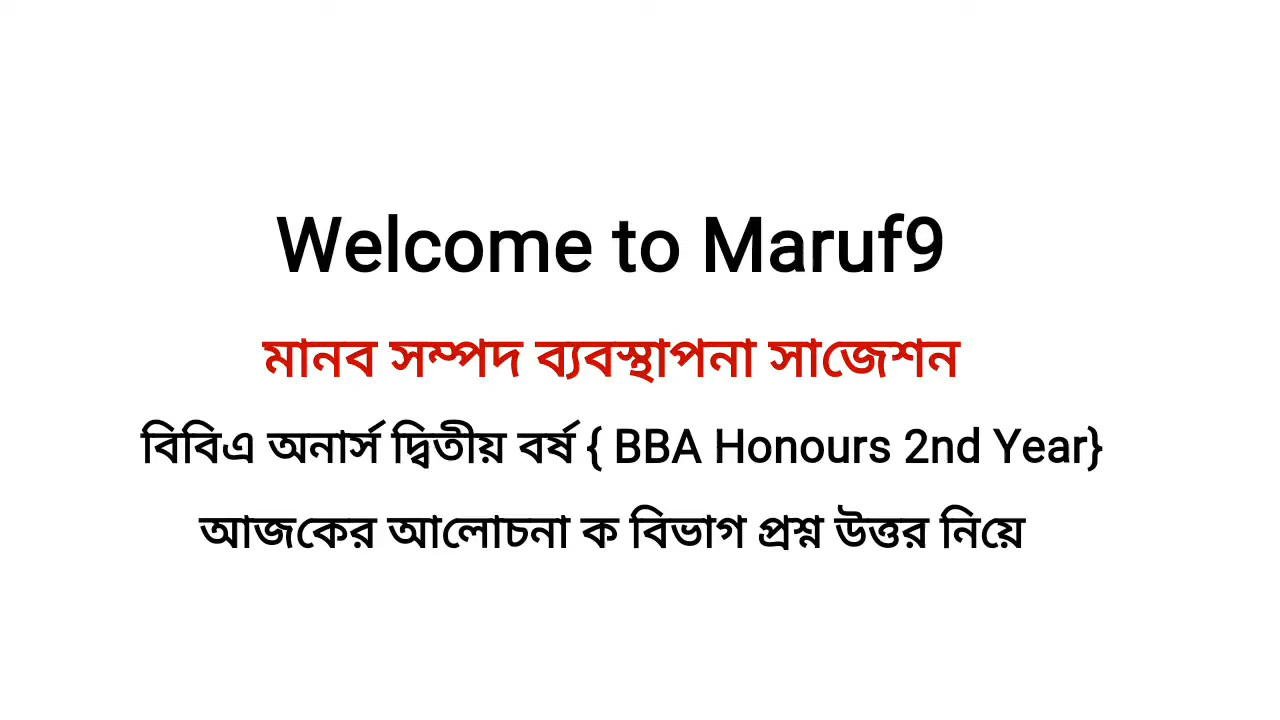 Welcome to Maruf9
মানব সম্পদ ব্যবস্থাপনা সাজেশন
বিবিএ অনার্স দ্বিতীয় বর্ষ { BBA Honours 2nd Year}
আজকের আলোচনা ক বিভাগ প্রশ্ন উত্তর নিয়ে